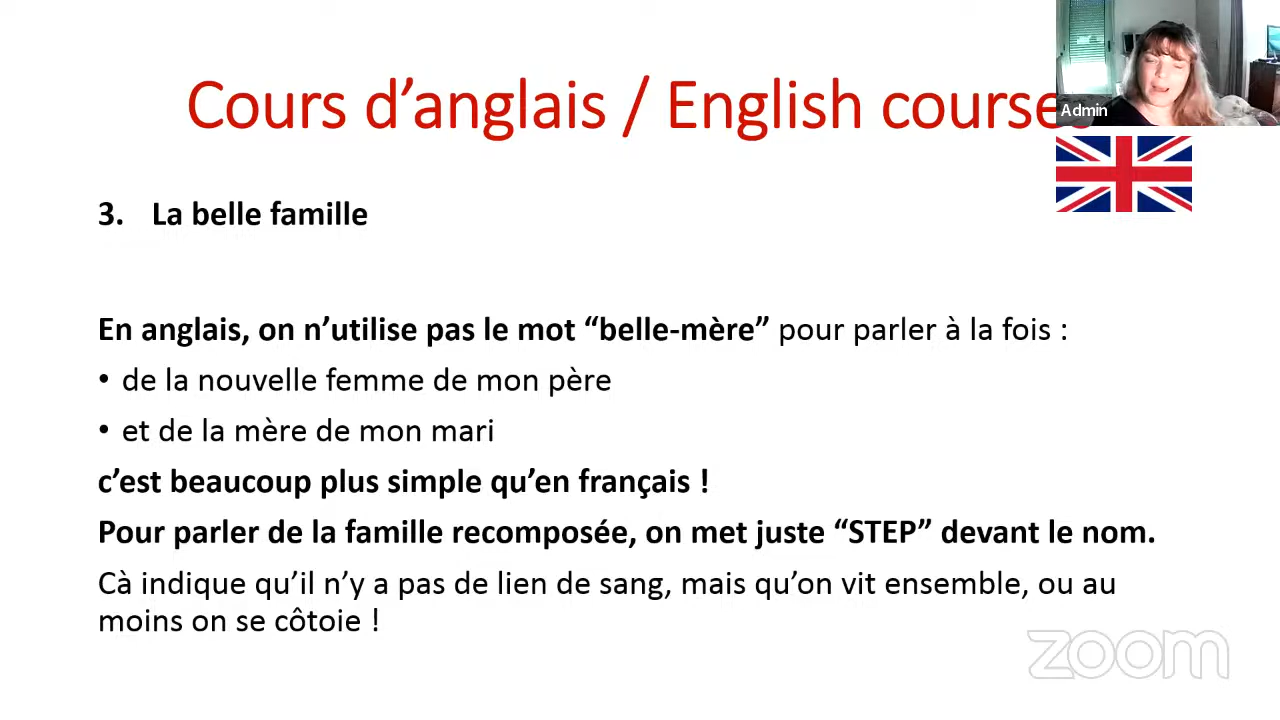 Cours d’anglais / English course
Admin
3. La belle famille
En anglais, on n’utilise pas le mot “belle-mère” pour parler à la fois :
• de la nouvelle femme de mon père
• et de la mère de mon mari
c’est beaucoup plus simple qu’en français !
Pour parler de la famille recomposée, on met juste “STEP” devant le nom.
Cà indique qu’il n’y a pas de lien de sang, mais qu’on vit ensemble, ou au
moins on se côtoie !
zoom